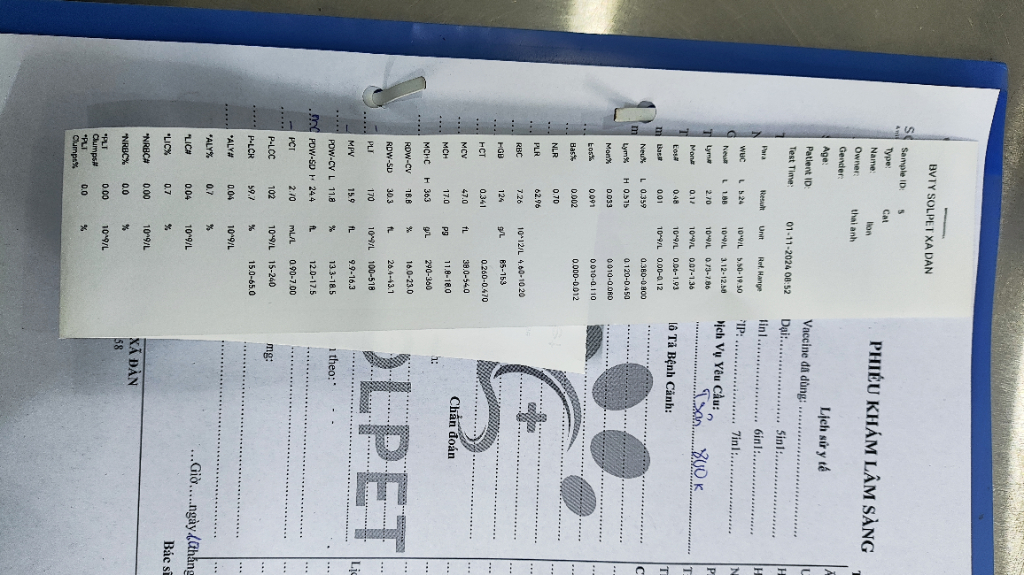 BVTY SOLPET XA DAN
Sample ID: 5
Type: Cat
Name: lion
Owner: thai anh
Gender:
Age:
Patient ID:
Test Time: 01-11-2024 08:52
Para Result Unit Ref. Range
WBC L 5.24 10^9/L 5.50-19.50
Neu# L 1.88 10^9/L 3.12-12.58
Lym# 2.70 10^9/L 0.73-7.86
Mon# 0.17 10^9/L 0.07-1.36
Eos# 0.48 10^9/L 0.06-1.93
Bas# 0.01 10^9/L 0.00-0.12
Neu% L 0.359 0.380-0.800
Lym% H 0.515 0.120-0.450
Mon% 0.033 0.010-0.080
Eos% 0.091 0.010-0.110
Bas% 0.002 0.000-0.012
NLR 0.70
PLR 62.96
RBC 7.26 10^12/L 4.60-10.20
HGB 124 g/L 85-153
HCT 0.341 0.260-0.470
MCV 47.0 fL 38.0-54.0
MCH 17.0 pg 11.8-18.0
MCHC H 363 g/L 290-360
RDW-CV 18.8 % 16.0-23.0
RDW-SD 30.3 fL 26.4-43.1
PLT 170 10^9/L 100-518
MPV 15.9 fL 9.9-16.3
PDW-CV L 11.8 % 13.3-18.5
PDW-SD H 24.4 fL 12.0-17.5
PCT 2.70 mL/L 0.90-7.00
P-LCC 102 10^9/L 15-240
P-LCR 59.7 % 15.0-65.0
*ALY# 0.04 10^9/L
*ALY% 0.7 %
*LIC# 0.04 10^9/L
*LIC% 0.7 %
*NRBC# 0.00 10^9/L
*NRBC% 0.0 %
*PLT Clumps# 0.00 10^9/L
*PLT Clumps% 0.0 %
PHIẾU KHÁM LÂM SÀNG
Lịch sử y tế
Vaccine đã dùng:
Dại: 5in1:
6in1:
7in1:
Dịch Vụ Yêu Cầu: 800K
Mô Tả Bệnh Cảnh:
Chẩn đoán
OLPET
theo:
Giờ ngày tháng
Bác sĩ
XÃ ĐÀN
58